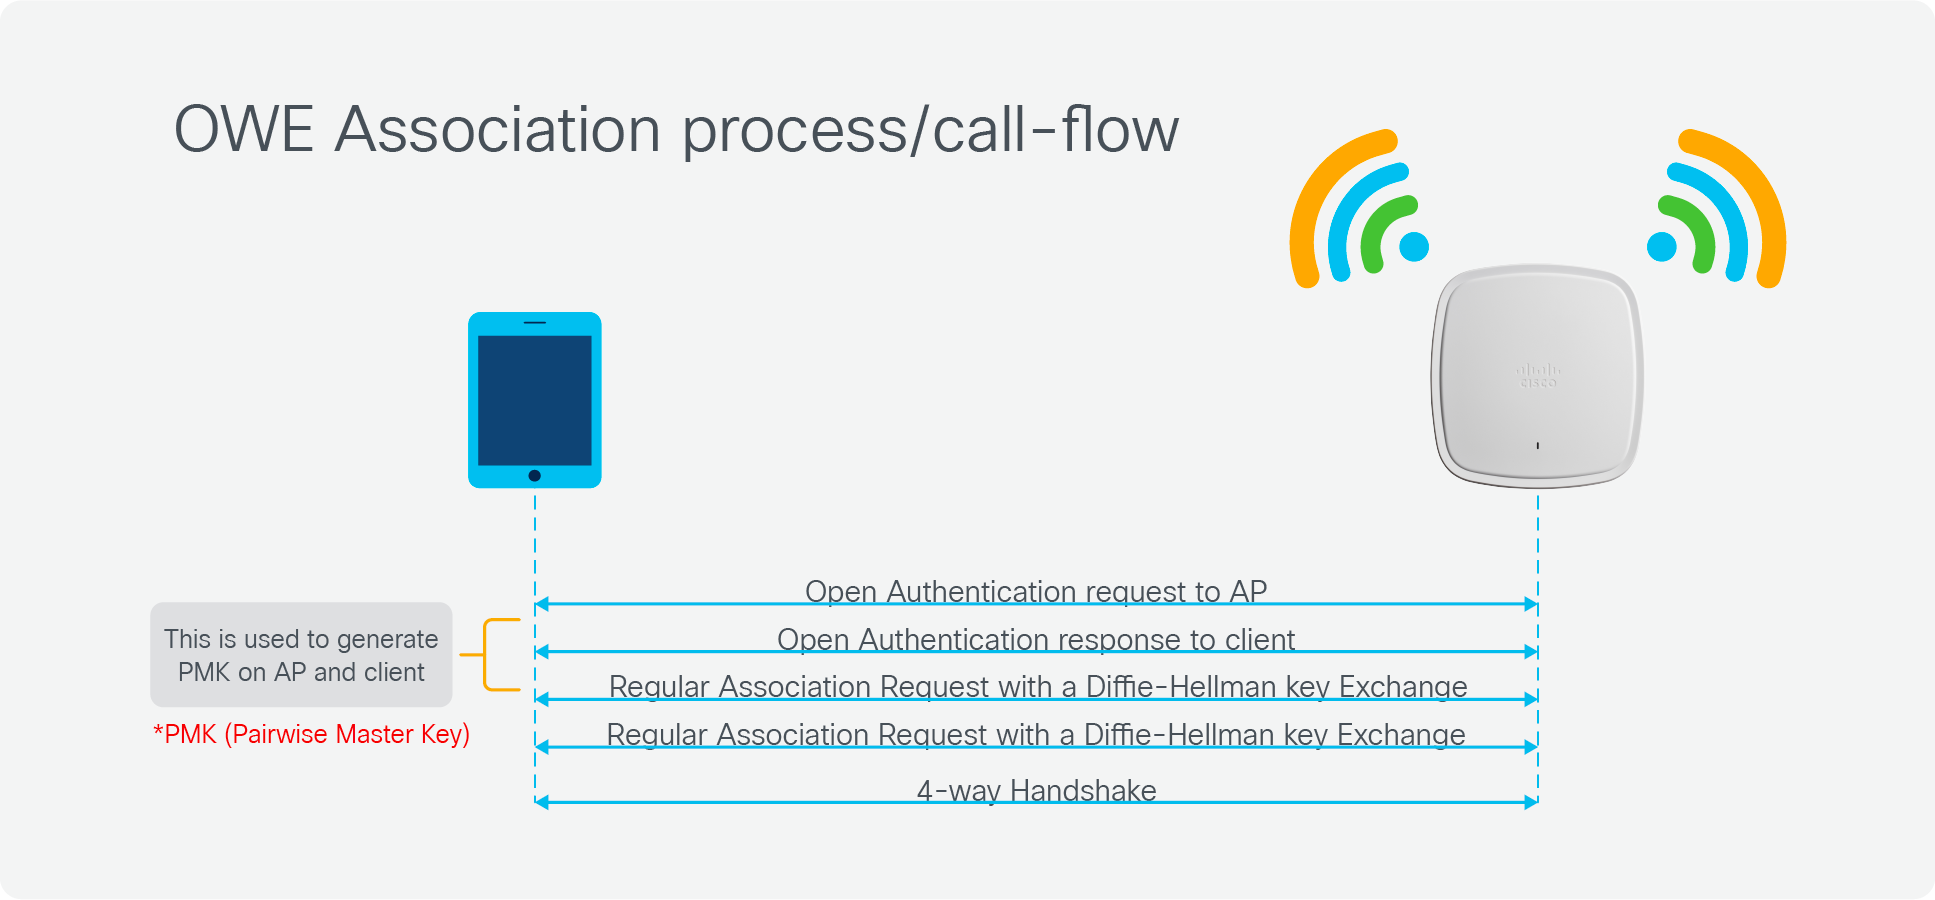 OWE Association process/call-flow
cisco
Open Authentication request to AP
Open Authentication response to client
This is used to generate
PMK on AP and client
Regular Association Request with a Diffie-Hellman key Exchange
*PMK (Pairwise Master Key)
Regular Association Request with a Diffie-Hellman key Exchange
4-way Handshake